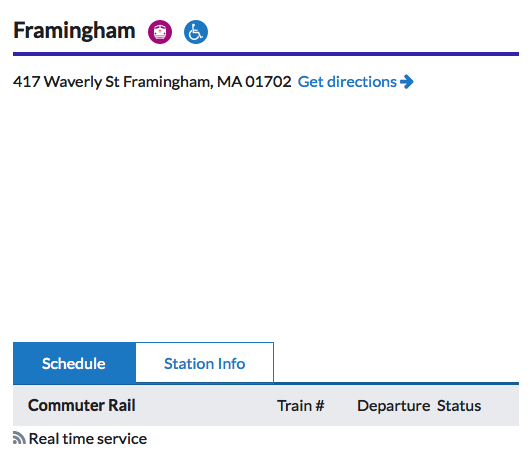 Framingham
417 Waverly St Framingham, MA 01702 Get directions
Schedule Station Info
Commuter Rail Train # Departure Status
Real time service